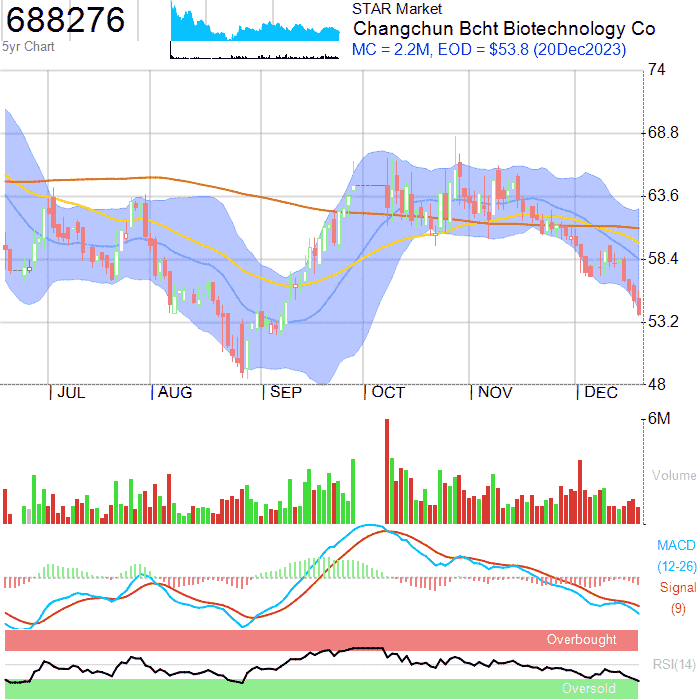 688276
5yr Chart
STAR Market
Changchun Bcht Biotechnology Co
MC = 2.2M, EOD = $53.8 (20Dec2023)
74
68.8
63.6
58.4
53.2
48
JUL AUG SEP OCT NOV DEC
6M
Volume
MACD
(12-26)
Signal
(9)
Overbought
RSI(14)
Oversold